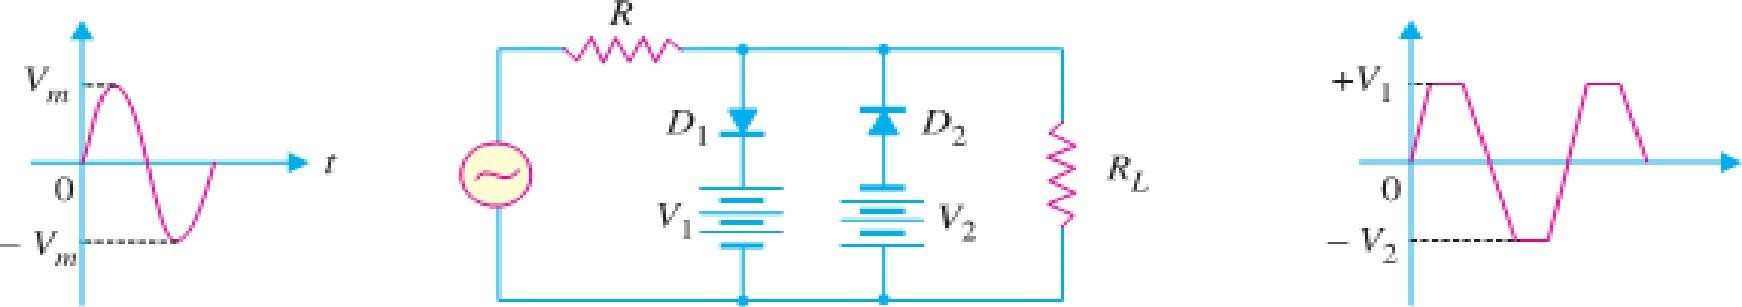 V_m
0
− V_m
t
R
D_1
D_2
V_1
V_2
R_L
+V_1
0
− V_2